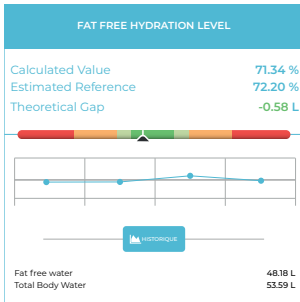 FAT FREE HYDRATION LEVEL
Calculated Value 71.34 %
Estimated Reference 72.20 %
Theoretical Gap -0.58 L
HISTORIQUE
Fat free water 48.18 L
Total Body Water 53.59 L